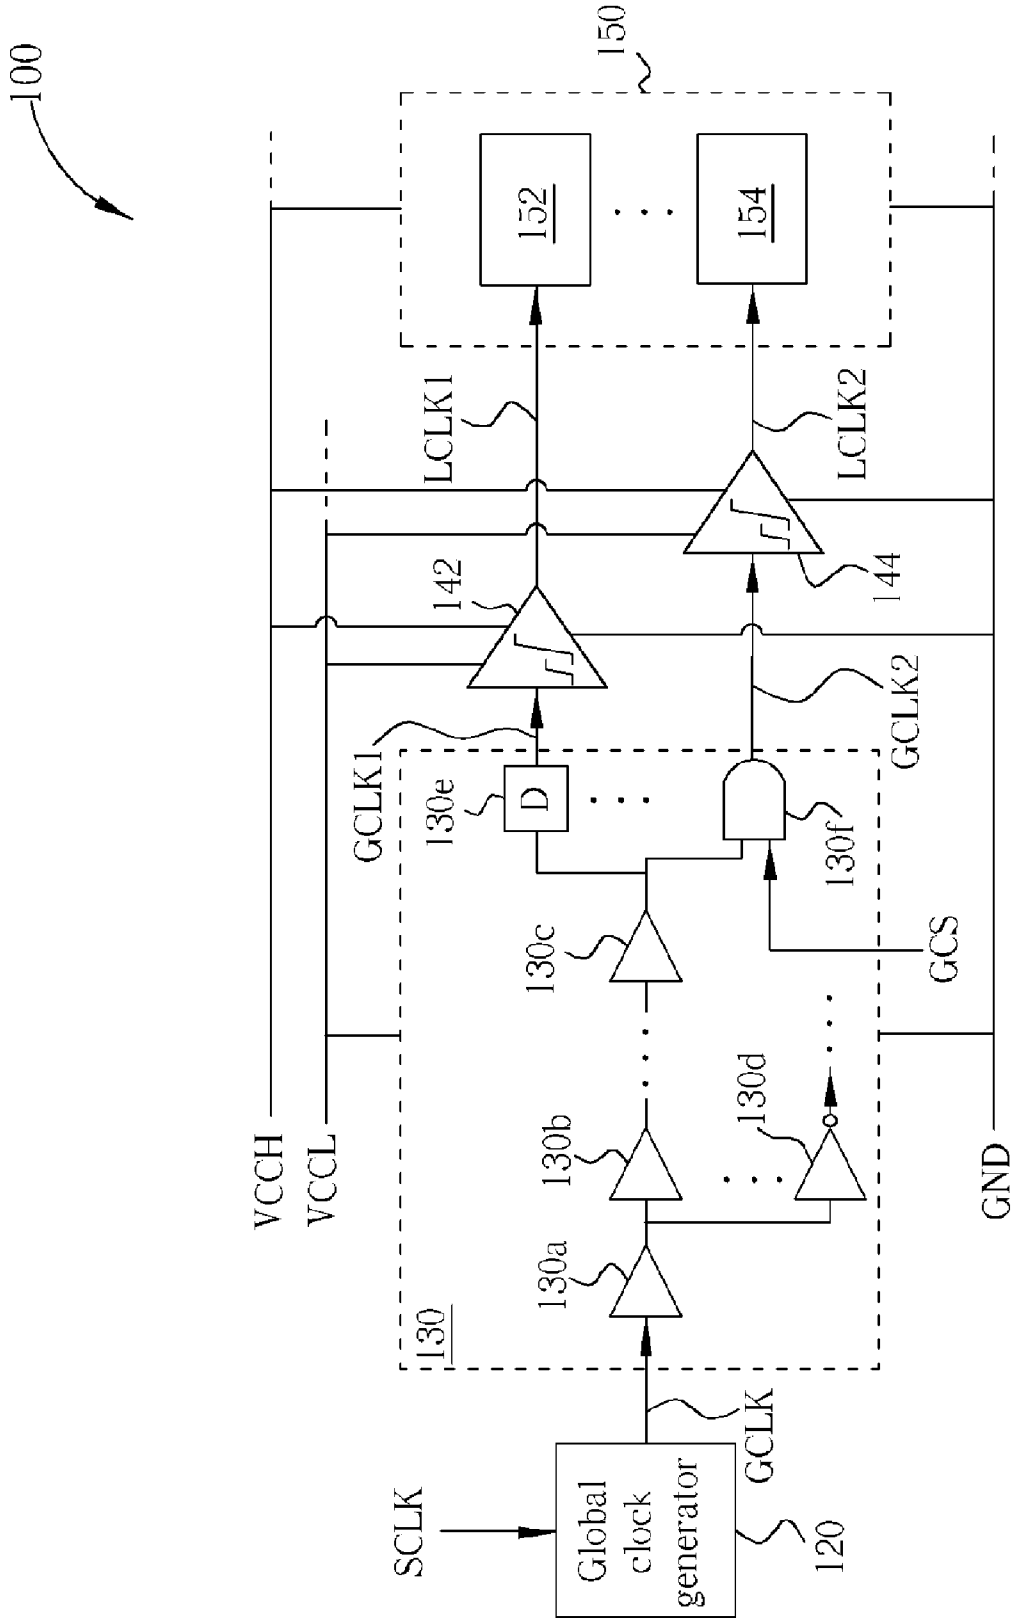 100
VCCH
VCCL
150
152
154
LCLK1
LCLK2
142
144
GCLK1
GCLK2
130e
D
130f
130c
GCS
130b
130d
130a
130
GND
SCLK
Global
clock
generator
GCLK
120